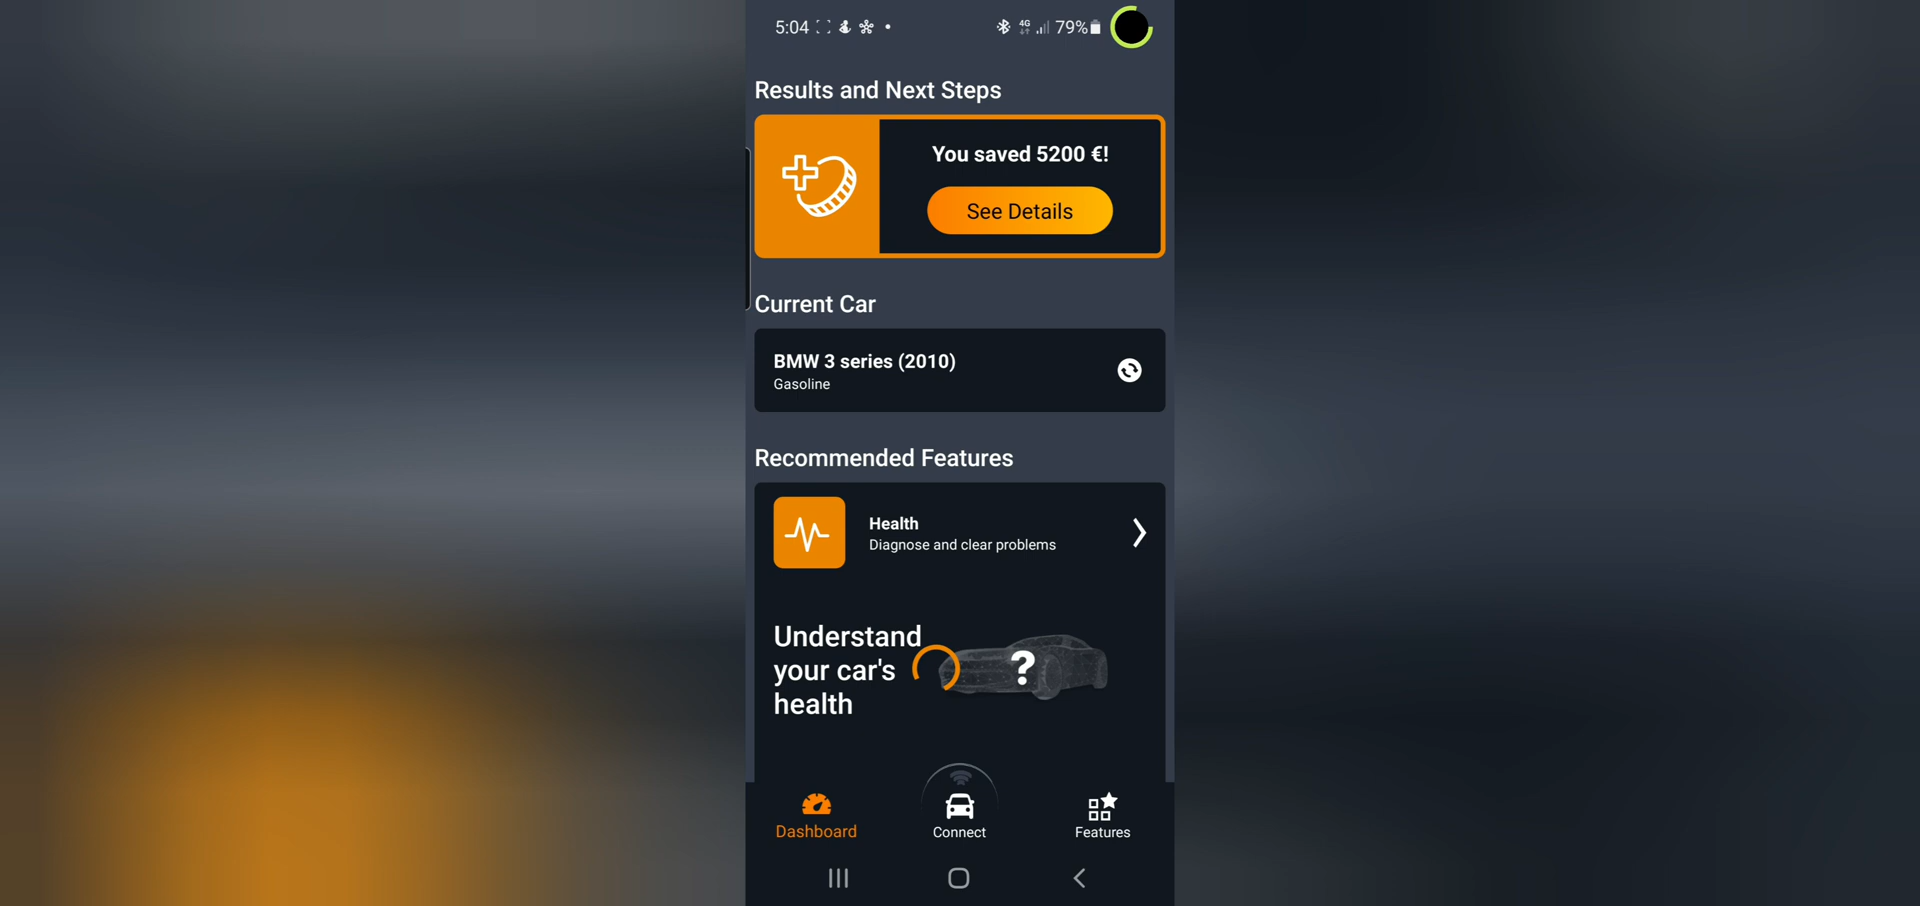 5:04
4G
79%
Results and Next Steps
You saved 5200 €!
See Details
Current Car
BMW 3 series (2010)
Gasoline
Recommended Features
Health
Diagnose and clear problems
Understand
your car's
health
?
Dashboard
Connect
Features